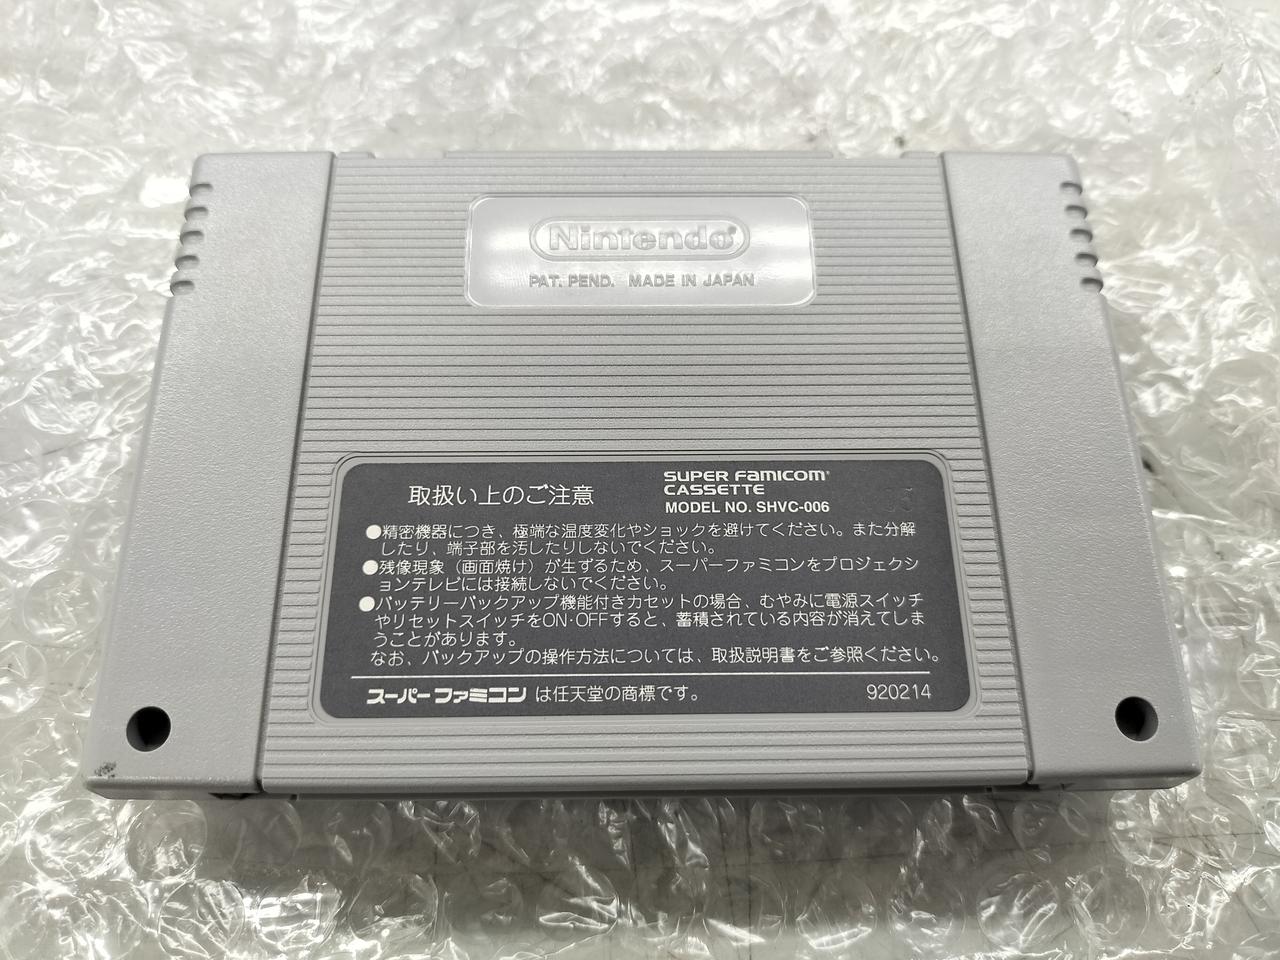 Nintendo®
PAT. PEND. MADE IN JAPAN
取扱い上のご注意
SUPER FAMICOM®
CASSETTE
MODEL NO. SHVC-006
●精密機器につき、極端な温度変化やショックを避けてください。また分解
したり、端子部を汚したりしないでください。
●残像現象（画面焼け）が生ずるため、スーパーファミコンをプロジェクシ
ョンテレビには接続しないでください。
●バッテリーバックアップ機能付きカセットの場合、むやみに電源スイッチ
やリセットスイッチをON・OFFすると、蓄積されている内容が消えてしま
うことがあります。
なお、バックアップの操作方法については、取扱説明書をご参照ください。
スーパーファミコン は任天堂の商標です。
920214